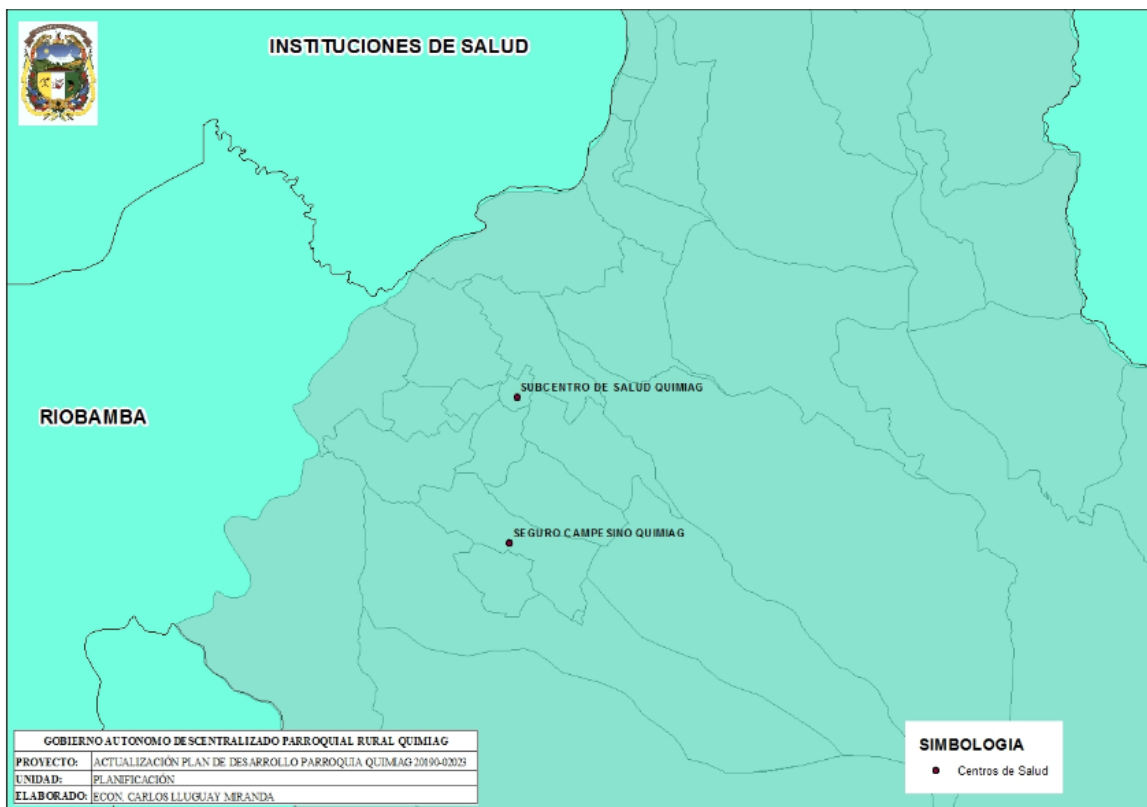 INSTITUCIONES DE SALUD
SUBCENTRO DE SALUD QUIMIAG
RIOBAMBA
SEGURO CAMPESINO QUIMIAG
GOBIERNO AUTONOMO DESCENTRALIZADO PARROQUIAL RURAL QUIMIAG
PROYECTO: ACTUALIZACIÓN PLAN DE DESARROLLO PARROQUIA QUIMIAG 20190-02023
UNIDAD: PLANIFICACIÓN
ELABORADO: ECON. CARLOS LLUGUAY MIRANDA
SIMBOLOGIA
Centros de Salud